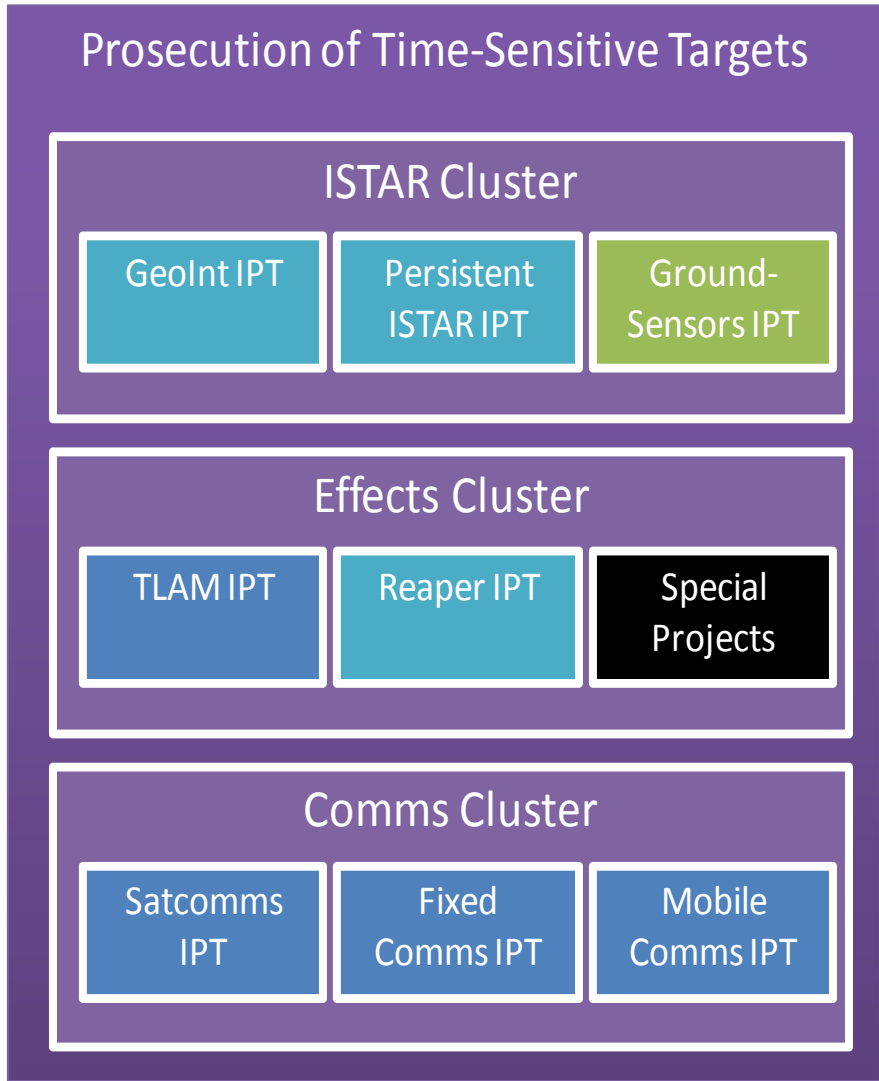 Prosecution of Time-Sensitive Targets
ISTAR Cluster
GeoInt IPT
Persistent
ISTAR IPT
Ground-
Sensors IPT
Effects Cluster
TLAM IPT
Reaper IPT
Special
Projects
Comms Cluster
Satcomms
IPT
Fixed
Comms IPT
Mobile
Comms IPT